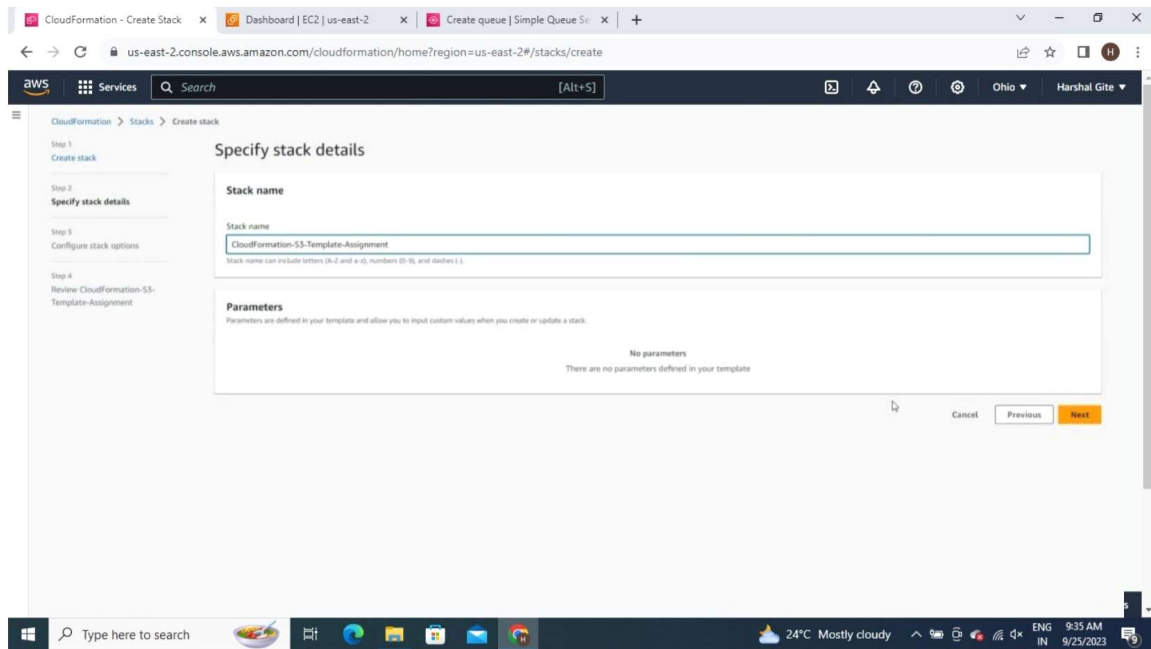 CloudFormation - Create Stack
Dashboard | EC2 | us-east-2
Create queue | Simple Queue Se
us-east-2.console.aws.amazon.com/cloudformation/home?region=us-east-2#/stacks/create
H
aws
Services
Search
[Alt+S]
Ohio
Harshal Gite
CloudFormation > Stacks > Create stack
Step 1
Create stack
Step 2
Specify stack details
Step 3
Configure stack options
Step 4
Review CloudFormation-S3-
Template-Assignment
Specify stack details
Stack name
Stack name
CloudFormation-S3-Template-Assignment
Stack name can include letters (A-Z and a-z), numbers (0-9), and dashes (-).
Parameters
Parameters are defined in your template and allow you to input custom values when you create or update a stack.
No parameters
There are no parameters defined in your template
Cancel
Previous
Next
s
Type here to search
24°C Mostly cloudy
ENG
IN
9:35 AM
9/25/2023
9